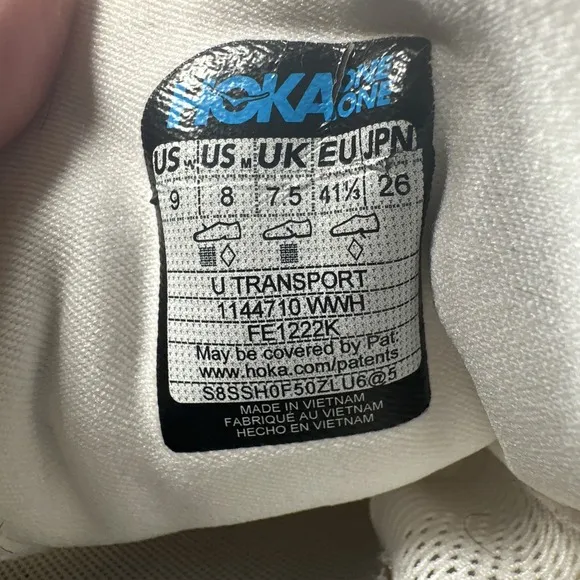 HOKA ONE ONE
US W US M UK EU JPN
9 8 7.5 41⅓ 26
U TRANSPORT
1144710 WWH
FE1222K
May be covered by Pat:
www.hoka.com/patents
S8SSH0F50ZLU6@5
MADE IN VIETNAM
FABRIQUÉ AU VIETNAM
HECHO EN VIETNAM